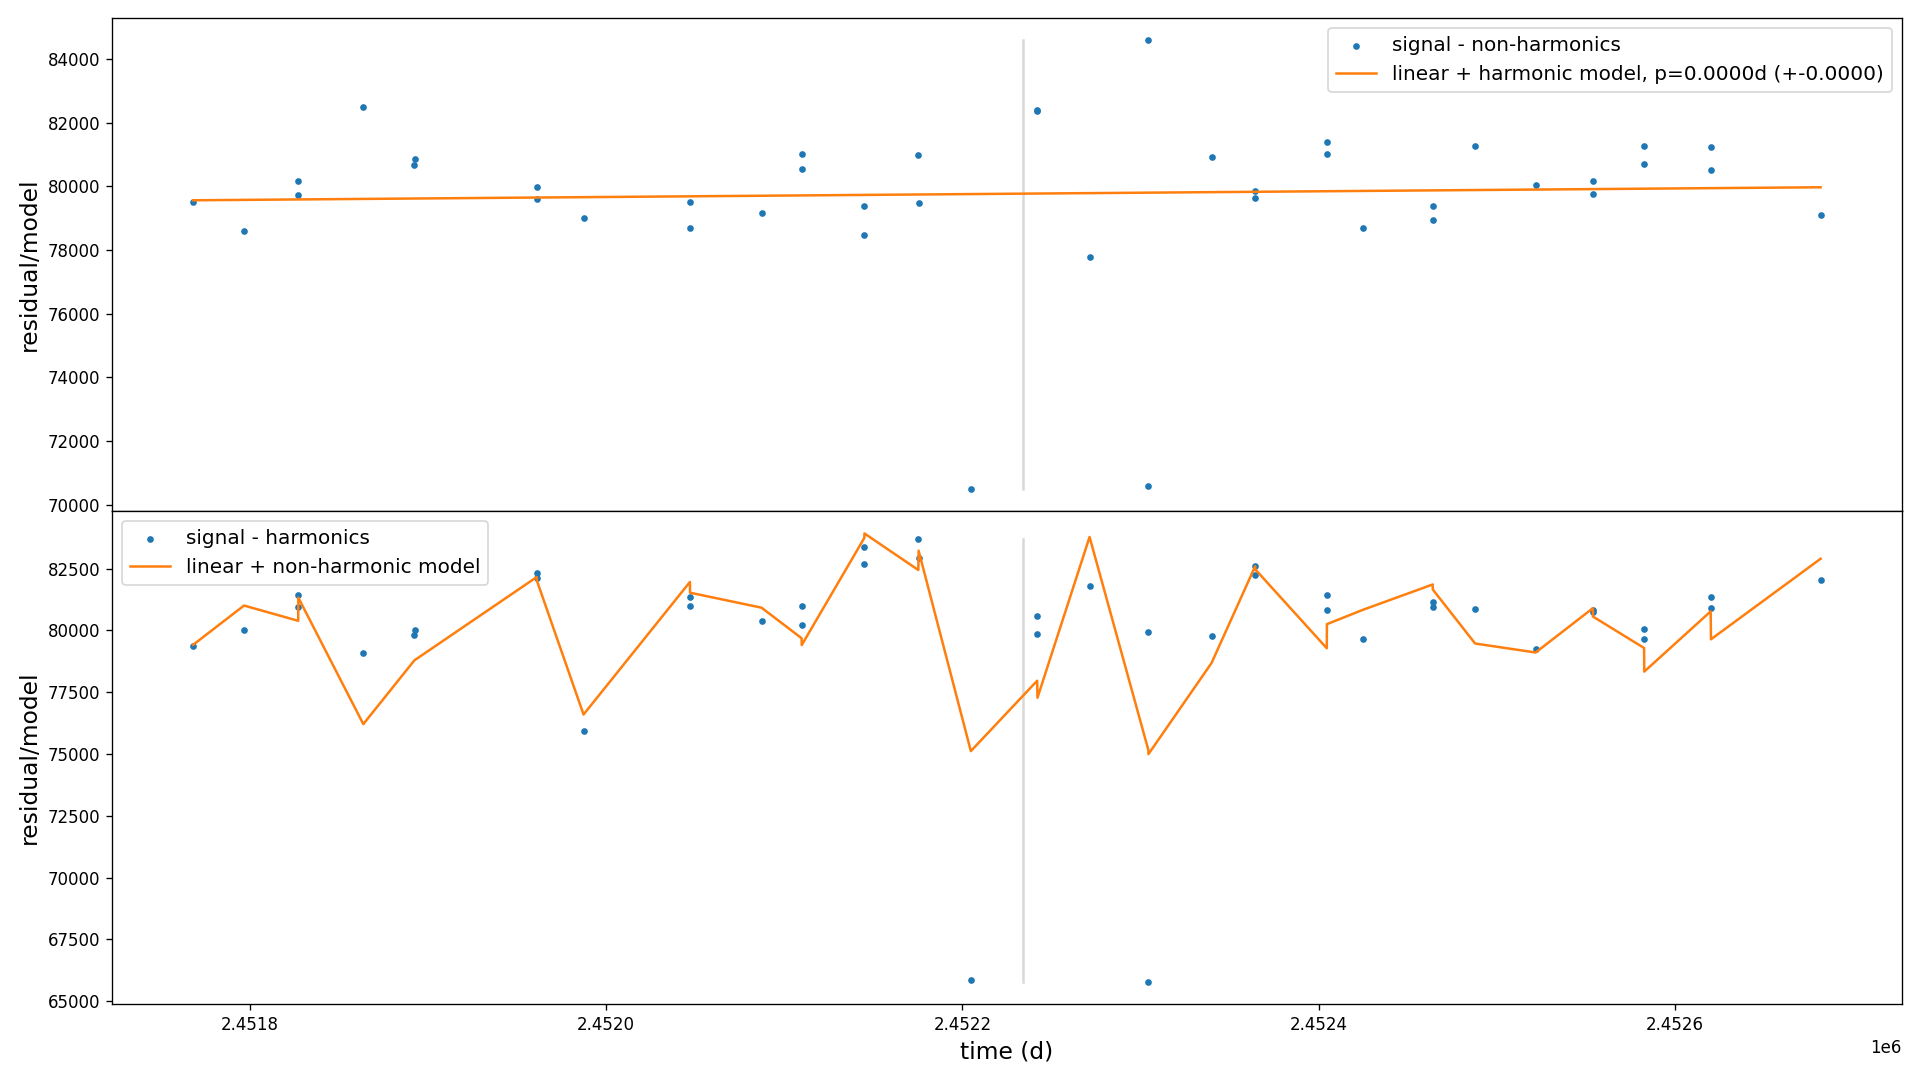 84000
82000
80000
78000
76000
74000
72000
70000
residual/model
signal - non-harmonics
linear + harmonic model, p=0.0000d (+-0.0000)
82500
80000
77500
75000
72500
70000
67500
65000
residual/model
signal - harmonics
linear + non-harmonic model
2.4518
2.4520
2.4522
2.4524
2.4526
1e6
time (d)